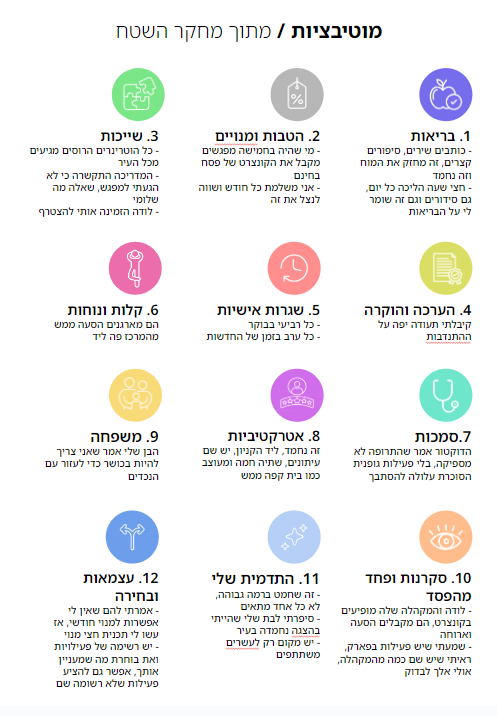 מוטיבציות / מתוך מחקר השטח
1. בריאות
- כותבים שירים, סיפורים
קצרים, זה מחזק את המוח
וזה נחמד
- חצי שעה הליכה כל יום,
גם סידורים וגם זה שומר
לי על הבריאות
2. הטבות ומנויים
- מי שהיה בחמישה מפגשים
מקבל את הקונצרט של פסח
בחינם
- אני משלמת כל חודש ושווה
לנצל את זה
3. שייכות
- כל הוטרינרים הרוסים מגיעים
מכל העיר
- המדריכה התקשרה כי לא
הגעתי למפגש, שאלה מה
שלומי
- לודה הזמינה אותי להצטרף
4. הערכה והוקרה
קיבלתי תעודה יפה על
ההתנדבות
5. שגרות אישיות
- כל רביעי בבוקר
- כל ערב בזמן של החדשות
6. קלות ונוחות
הם מארגנים הסעה ממש
מהמרכז פה ליד
7.סמכות
הדוקטור אמר שהתרופה לא
מספיקה, בלי פעילות גופנית
הסוכרת עלולה להסתבך
8. אטרקטיביות
זה נחמד, ליד הקניון, יש שם
עיתונים, שתיה חמה ומעוצב
כמו בית קפה ממש
9. משפחה
הבן שלי אמר שאני צריך
להיות בכושר כדי לעזור עם
הנכדים
10. סקרנות ופחד
מהפסד
- לודה והמקהלה שלה מופיעים
בקונצרט, הם מקבלים הסעה
וארוחה
- שמעתי שיש פעילות בפארק,
ראיתי שיש שם כמה מהמקהלה,
אולי אלך לבדוק
11. התדמית שלי
- זה שחמט ברמה גבוהה,
לא כל אחד מתאים
- סיפרתי לבת שלי שהייתי
בהצגה נחמדה בעיר
- יש מקום רק לעשרים
משתתפים
12. עצמאות
ובחירה
- אמרתי להם שאין לי
אפשרות למנוי חודשי, אז
עשו לי תכנית חצי מנוי
- יש רשימה של פעילויות
ואת בוחרת מה שמעניין
אותך, אפשר גם להציע
פעילות שלא רשומה שם